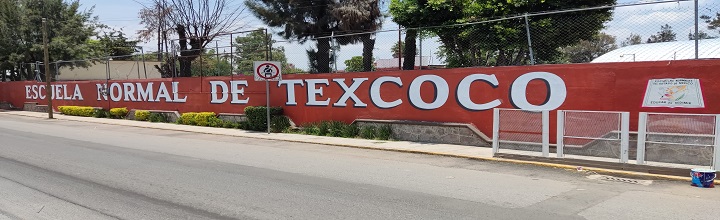 ESCUELA NORMAL DE TEXCOCO